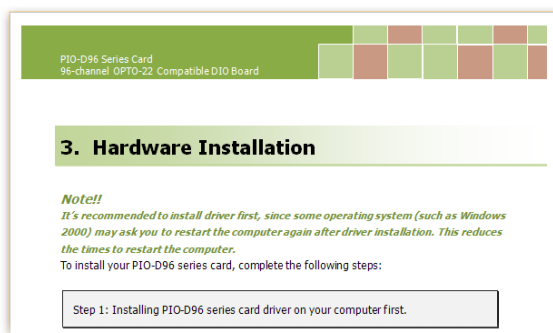 PIO-D96 Series Card
96-channel OPTO-22 Compatible DIO Board
3. Hardware Installation
Note!!
It's recommended to install driver first, since some operating system (such as Windows
2000) may ask you to restart the computer again after driver installation. This reduces
the times to restart the computer.
To install your PIO-D96 series card, complete the following steps:
Step 1: Installing PIO-D96 series card driver on your computer first.